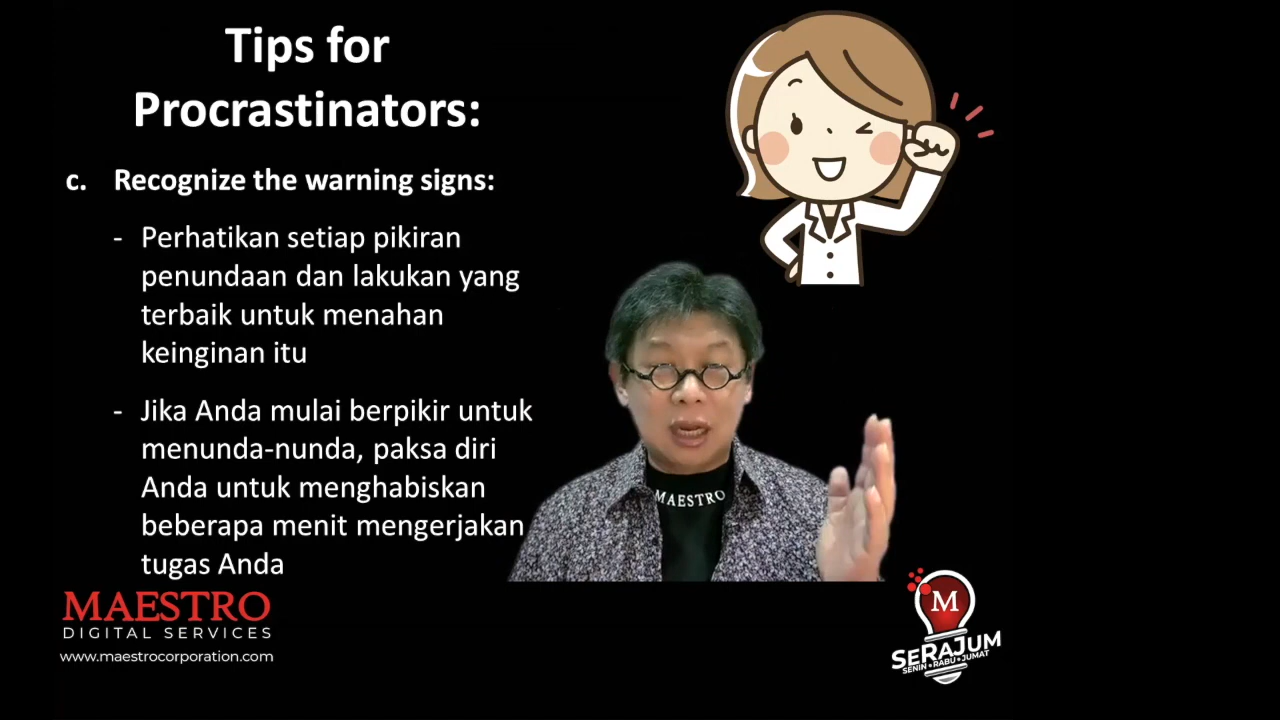 Tips for
Procrastinators:
c. Recognize the warning signs:
- Perhatikan setiap pikiran
penundaan dan lakukan yang
terbaik untuk menahan
keinginan itu
- Jika Anda mulai berpikir untuk
menunda-nunda, paksa diri
Anda untuk menghabiskan
beberapa menit mengerjakan
tugas Anda
MAESTRO
MAESTRO
DIGITAL SERVICES
www.maestrocorporation.com
M
SERAJUM
SENIN•RABU•JUMAT